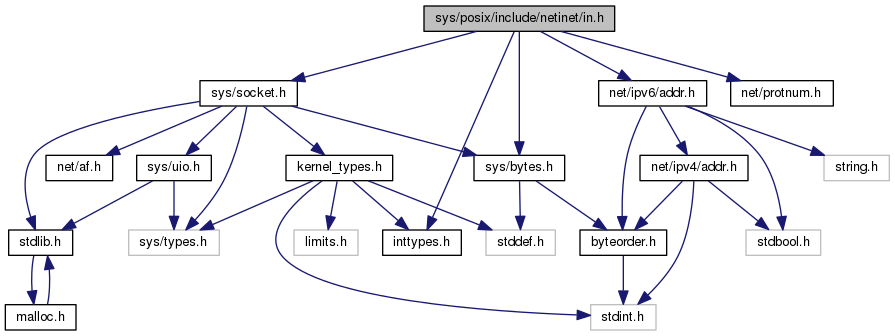 sys/posix/include/netinet/in.h
sys/socket.h
net/ipv6/addr.h
net/protnum.h
net/af.h
sys/uio.h
kernel_types.h
sys/bytes.h
net/ipv4/addr.h
string.h
stdlib.h
sys/types.h
limits.h
inttypes.h
stddef.h
byteorder.h
stdbool.h
malloc.h
stdint.h